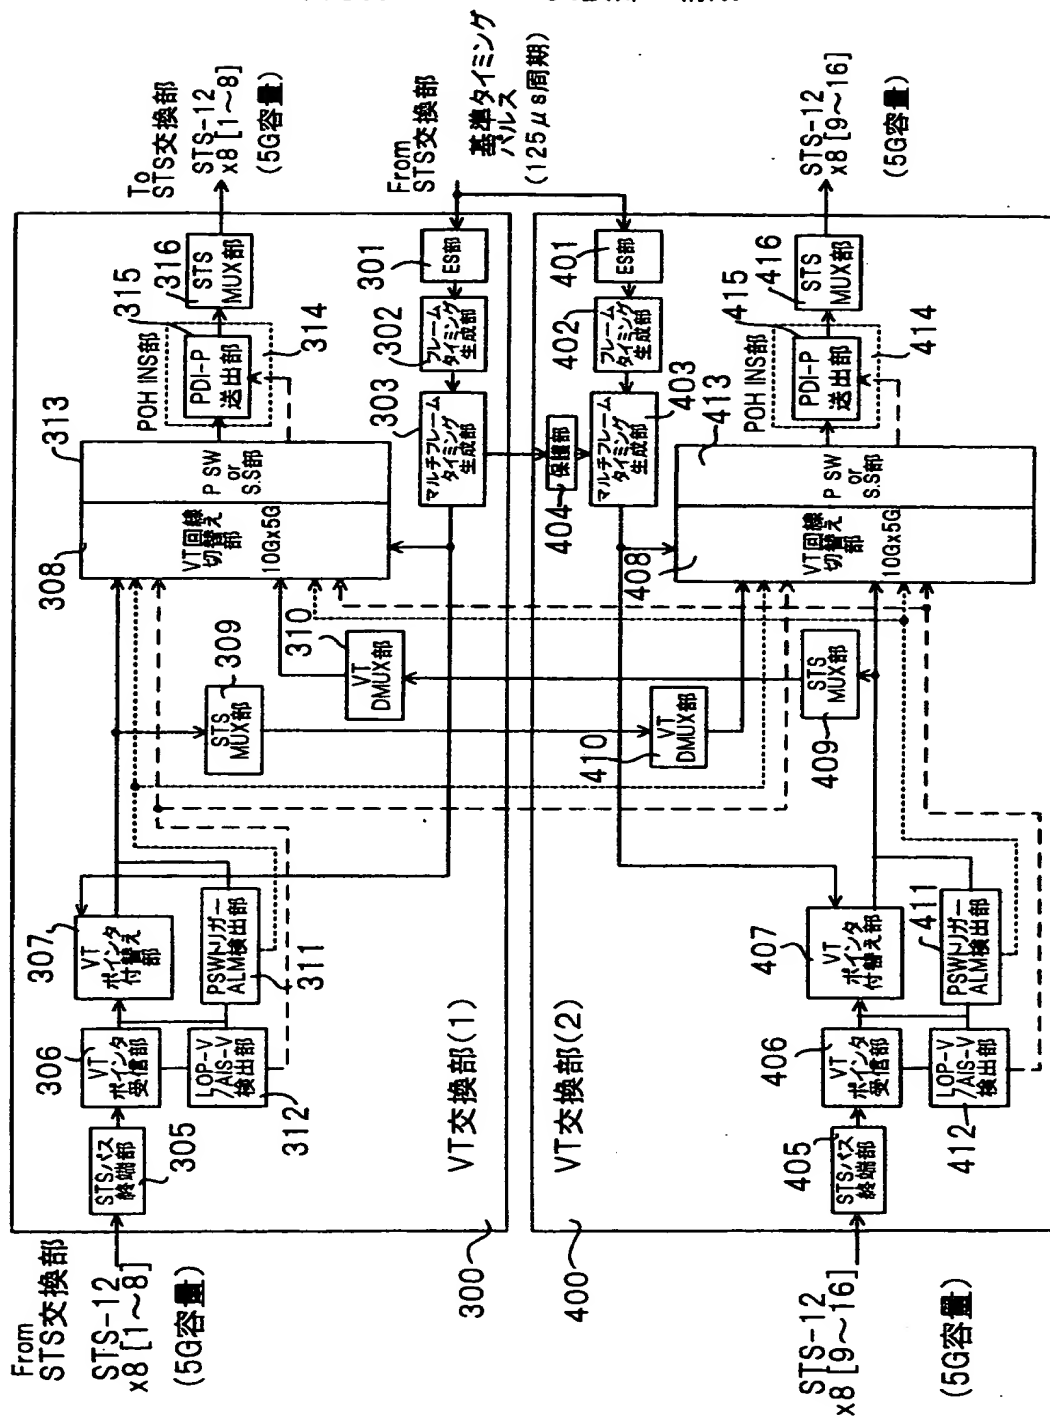 From
STS交換部
STS-12
x8 [1～8]
(5G容量)
STSパス
終端部
305
VT
ポインタ
受信部
306
LOP-V
/AIS-V
検出部
312
VT
ポインタ
付替え
部
307
PSWトリガー
ALM検出部
311
STS
MUX部
309
VT
DMUX部
310
VT回線
切替え
部
10Gx5G
308
P SW
or
S.S部
313
POH INS部
PDI-P
送出部
314
315
STS
MUX部
316
To
STS交換部
STS-12
x8 [1～8]
(5G容量)
From
STS交換部
基準タイミング
パルス
(125μs周期)
ES部
301
フレーム
タイミング
生成部
302
マルチフレーム
タイミング
生成部
303
VT交換部(1)
300
VT交換部(2)
400
STS-12
x8 [9～16]
(5G容量)
STSパス
終端部
405
VT
ポインタ
受信部
406
LOP-V
/AIS-V
検出部
412
VT
ポインタ
付替え部
407
PSWトリガー
ALM検出部
411
STS
MUX部
409
VT
DMUX部
410
VT回線
切替え
部
10Gx5G
408
P SW
or
S.S部
413
POH INS部
PDI-P
送出部
414
415
STS
MUX部
416
STS-12
x8 [9～16]
(5G容量)
ES部
401
フレーム
タイミング
生成部
402
マルチフレーム
タイミング
生成部
403
保護部
404